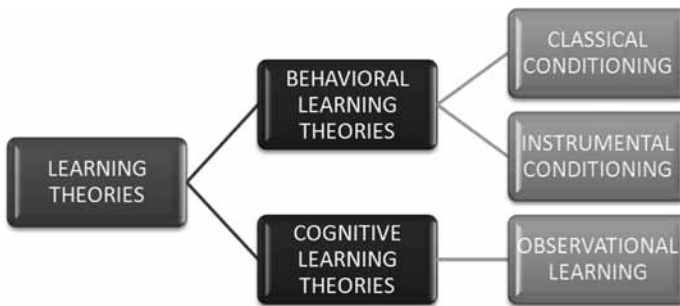 LEARNING
THEORIES
BEHAVIORAL
LEARNING
THEORIES
CLASSICAL
CONDITIONING
INSTRUMENTAL
CONDITIONING
COGNITIVE
LEARNING
THEORIES
OBSERVATIONAL
LEARNING